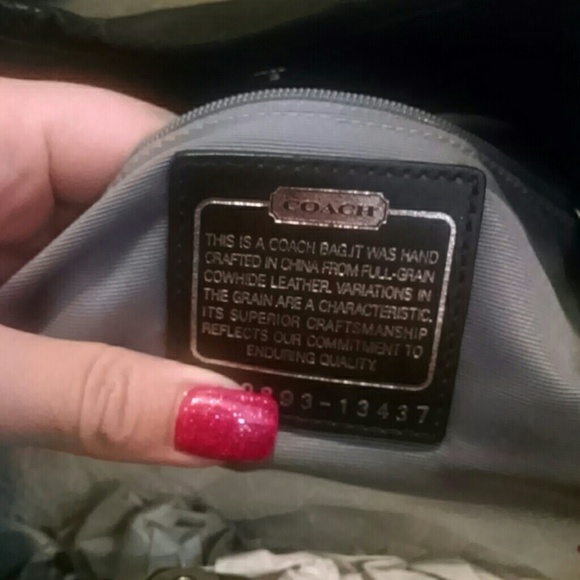 COACH
THIS IS A COACH BAG.IT WAS HAND
CRAFTED IN CHINA FROM FULL-GRAIN
COWHIDE LEATHER. VARIATIONS IN
THE GRAIN ARE A CHARACTERISTIC.
ITS SUPERIOR CRAFTSMANSHIP
REFLECTS OUR COMMITMENT TO
ENDURING QUALITY.
93-13437